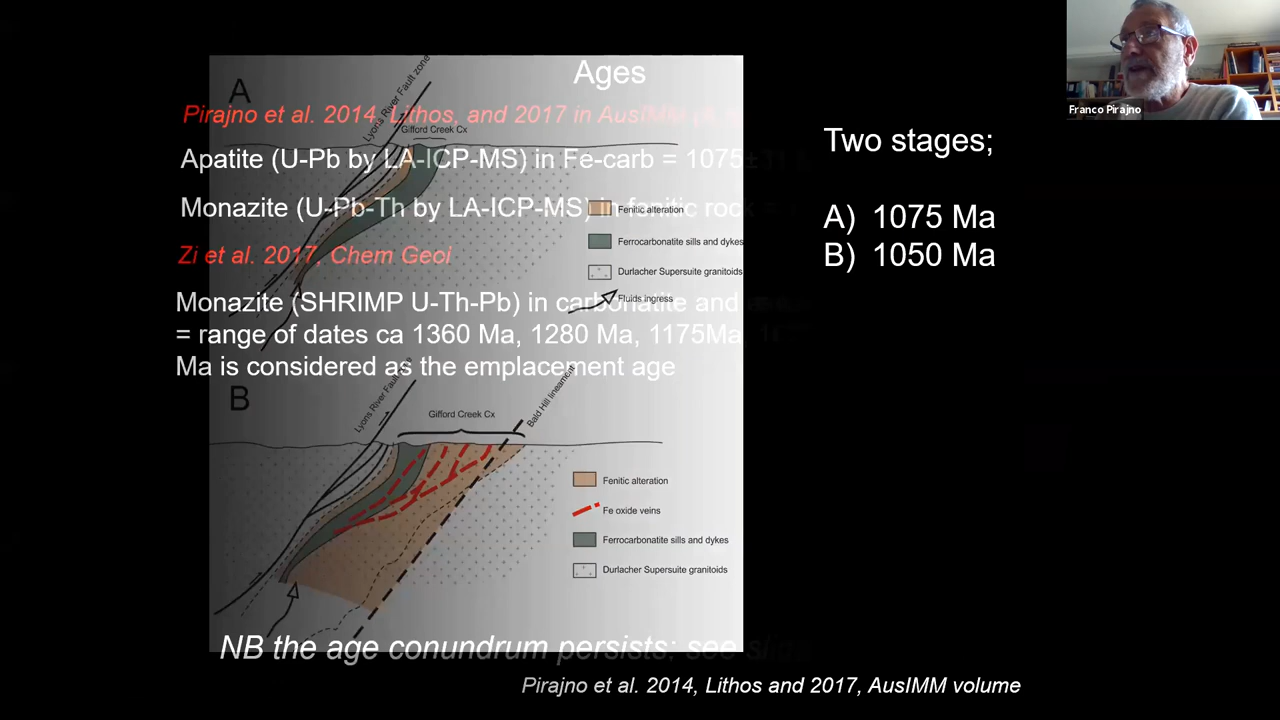 Franco Pirajno
Ages
A
Lyons River Fault zone
Pirajno et al. 2014, Lithos, and 2017 in AusIMM
Gifford Creek Cx
Apatite (U-Pb by LA-ICP-MS) in Fe-carb = 1075±11
Monazite (U-Pb-Th by LA-ICP-MS) in fenitic rock =
Fenitic alteration
Ferrocarbonatite sills and dykes
Zi et al. 2017, Chem Geol
Durlacher Supersuite granitoids
Monazite (SHRIMP U-Th-Pb) in carbonatite and
Fluids ingress
= range of dates ca 1360 Ma, 1280 Ma, 1175Ma,
Ma is considered as the emplacement age
Two stages;
A) 1075 Ma
B) 1050 Ma
B
Lyons River
Gifford Creek Cx
Bald Hill lineament
Fenitic alteration
Fe oxide veins
Ferrocarbonatite sills and dykes
Durlacher Supersuite granitoids
NB the age conundrum persists; see
Pirajno et al. 2014, Lithos and 2017, AusIMM volume